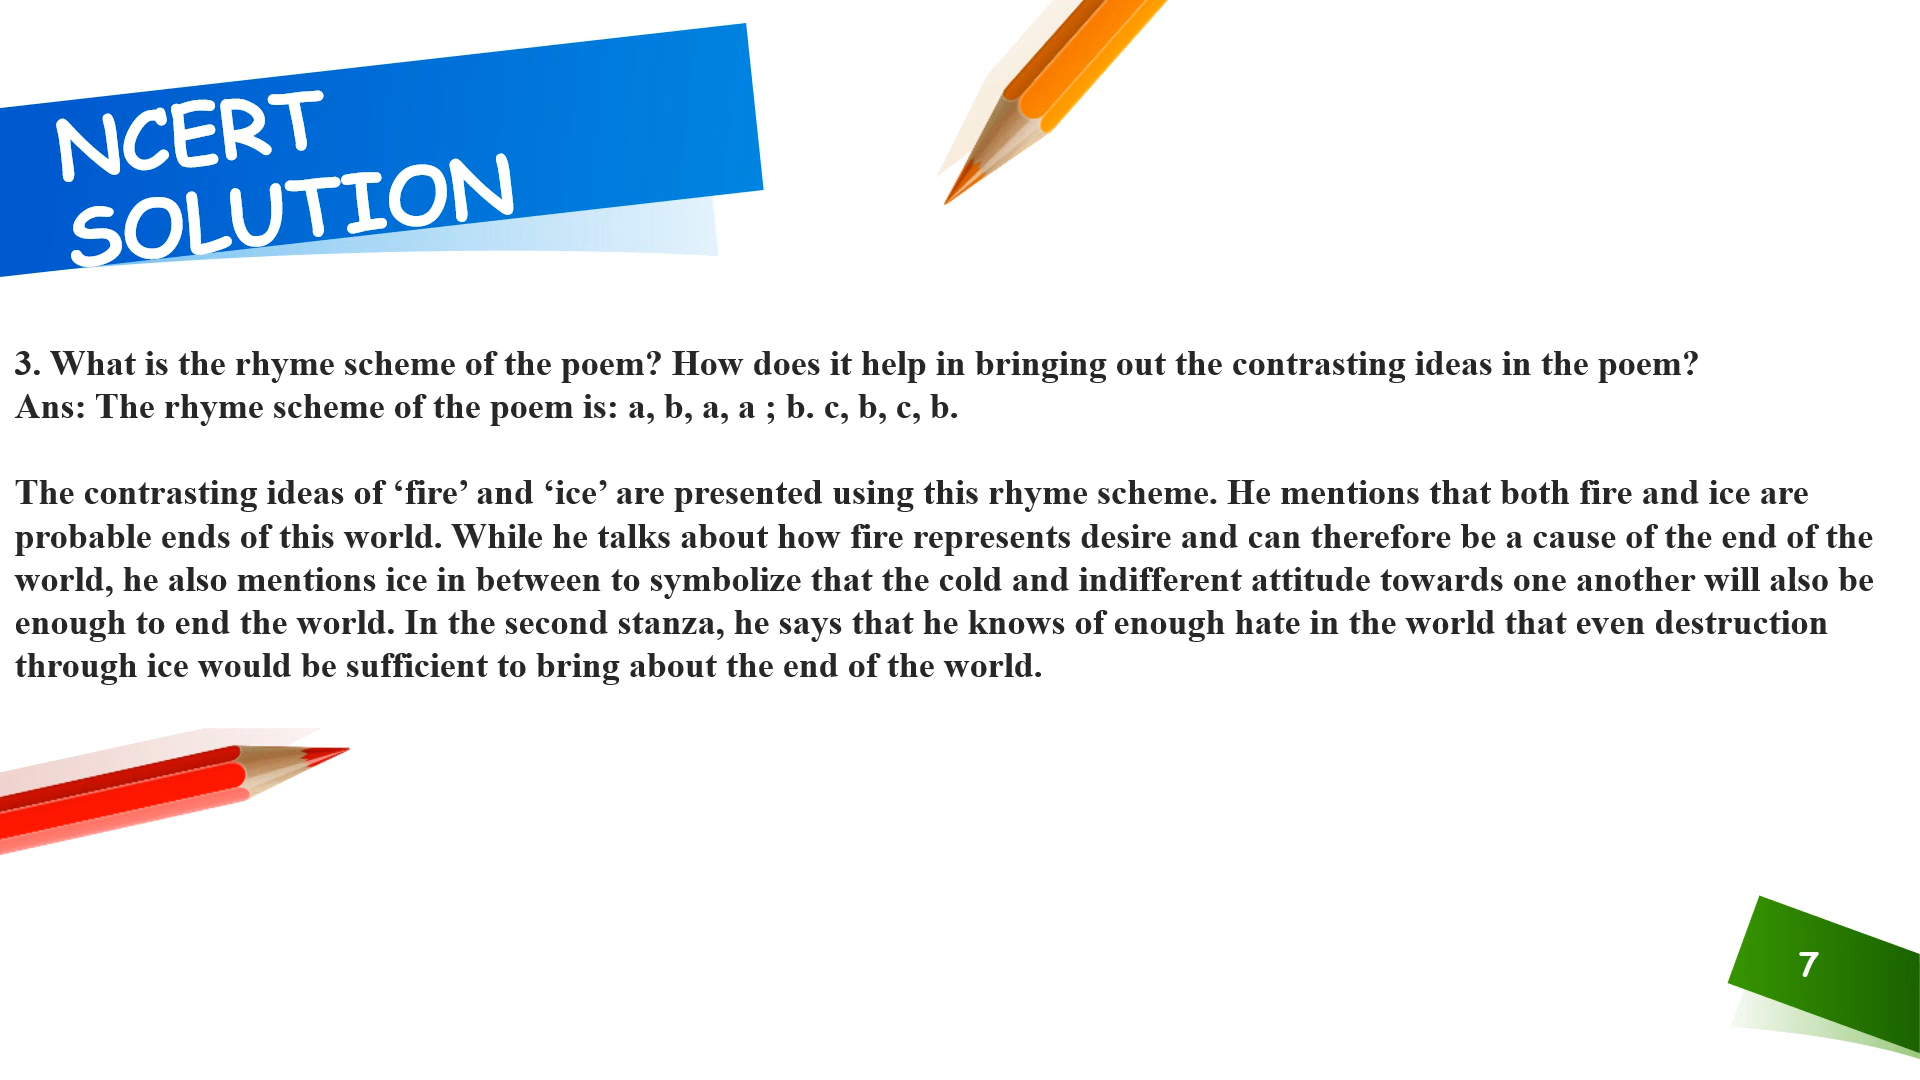 NCERT
SOLUTION
3. What is the rhyme scheme of the poem? How does it help in bringing out the contrasting ideas in the poem?
Ans: The rhyme scheme of the poem is: a, b, a, a ; b. c, b, c, b.
The contrasting ideas of ‘fire’ and ‘ice’ are presented using this rhyme scheme. He mentions that both fire and ice are
probable ends of this world. While he talks about how fire represents desire and can therefore be a cause of the end of the
world, he also mentions ice in between to symbolize that the cold and indifferent attitude towards one another will also be
enough to end the world. In the second stanza, he says that he knows of enough hate in the world that even destruction
through ice would be sufficient to bring about the end of the world.
7